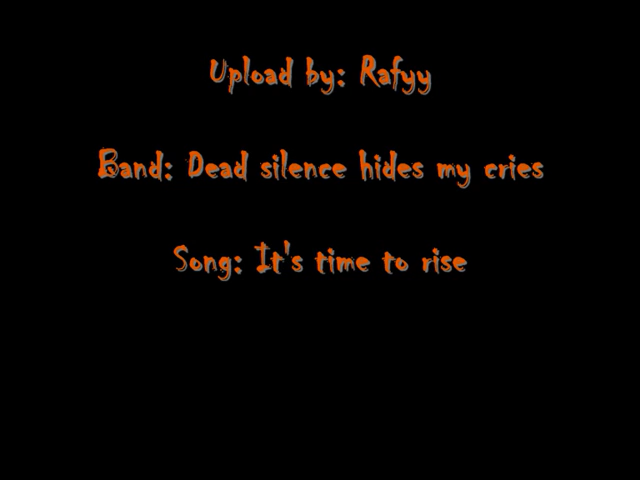 Upload by: Rafyy
Band: Dead silence hides my cries
Song: It's time to rise